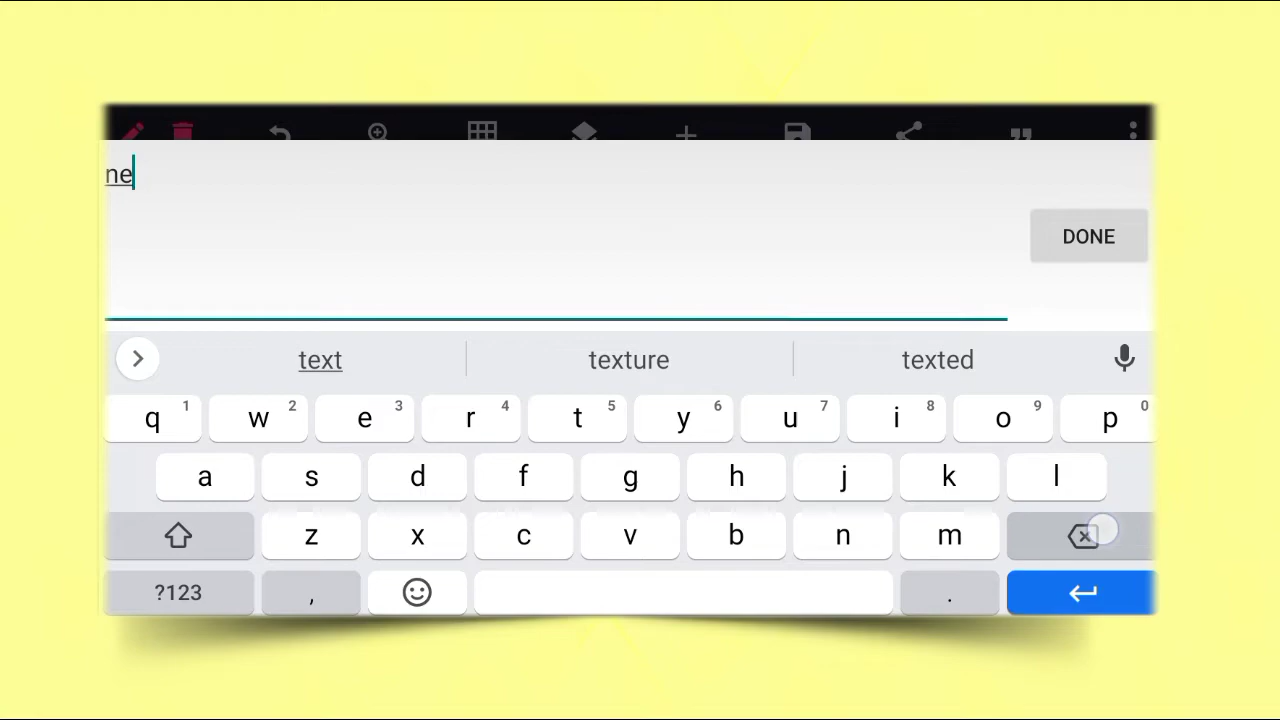 ne
DONE
text texture texted
q 1 w 2 e 3 r 4 t 5 y 6 u 7 i 8 o 9 p 0
a s d f g h j k l
z x c v b n m
?123 , .